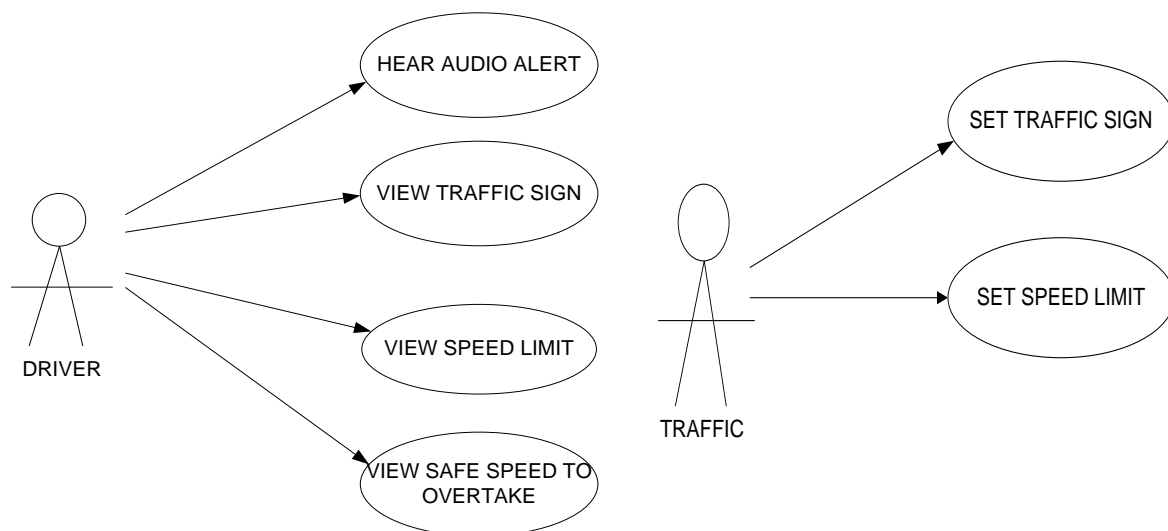 HEAR AUDIO ALERT
VIEW TRAFFIC SIGN
VIEW SPEED LIMIT
VIEW SAFE SPEED TO
OVERTAKE
DRIVER
SET TRAFFIC SIGN
SET SPEED LIMIT
TRAFFIC